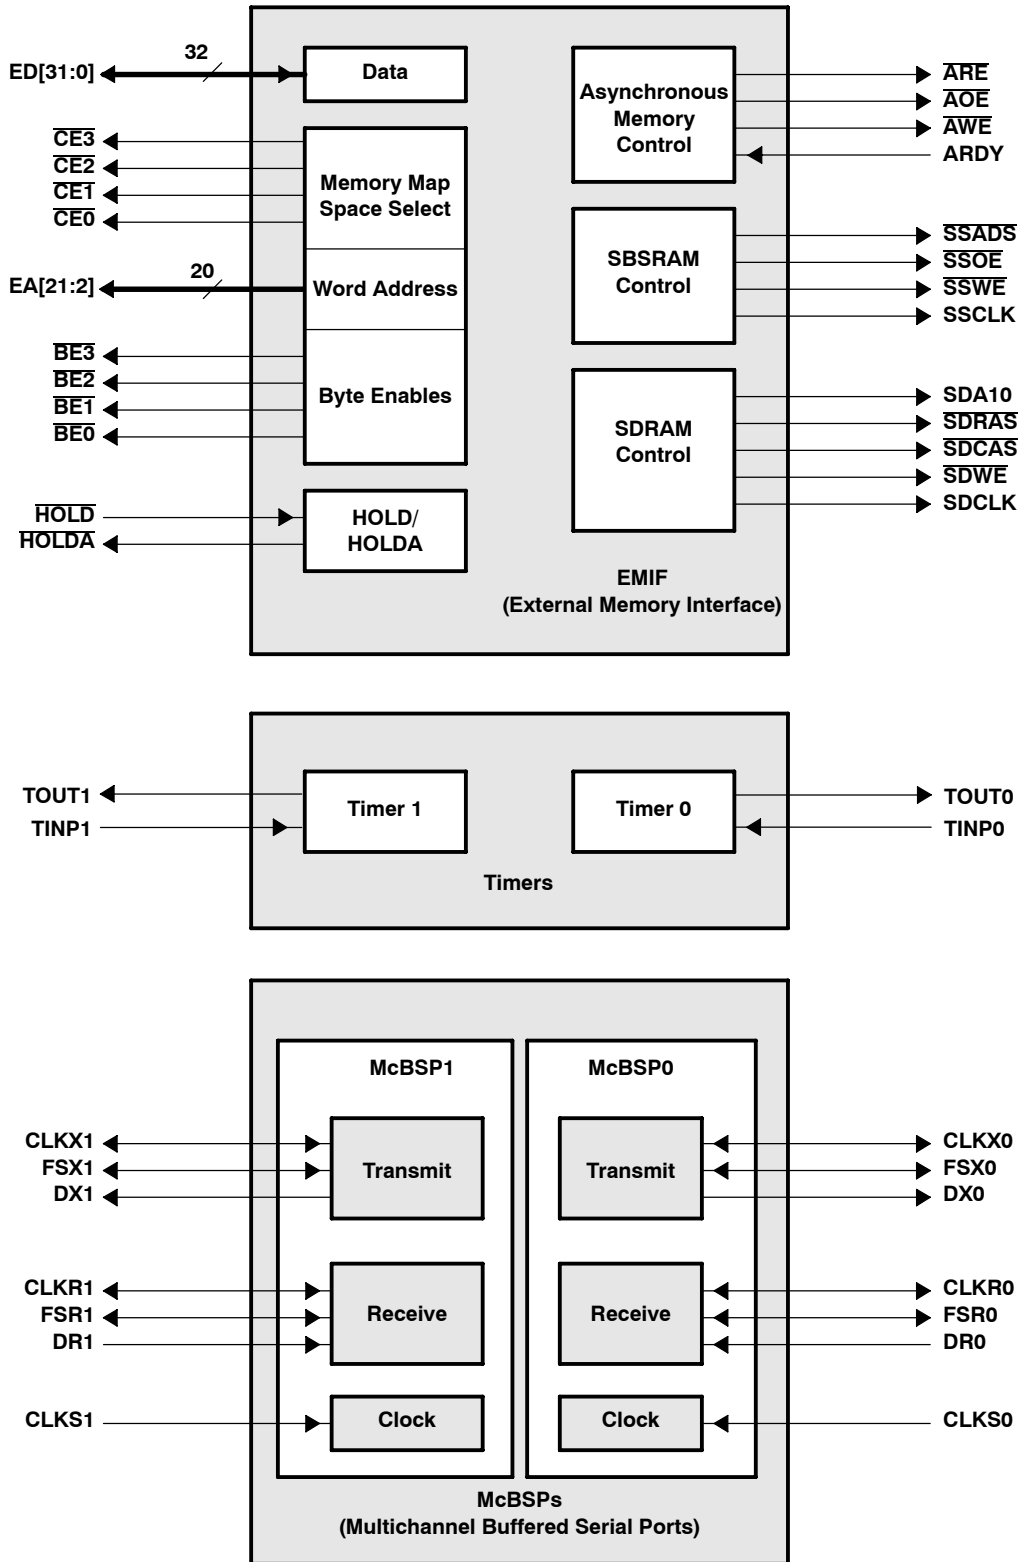 32
ED[31:0]
Data
CE3
CE2
CE1
CE0
Memory Map
Space Select
20
EA[21:2]
Word Address
BE3
BE2
BE1
BE0
Byte Enables
HOLD
HOLDA
HOLD/
HOLDA
Asynchronous
Memory
Control
ARE
AOE
AWE
ARDY
SBSRAM
Control
SSADS
SSOE
SSWE
SSCLK
SDRAM
Control
SDA10
SDRAS
SDCAS
SDWE
SDCLK
EMIF
(External Memory Interface)
TOUT1
TINP1
Timer 1
Timer 0
TOUT0
TINP0
Timers
McBSP1
McBSP0
CLKX1
FSX1
DX1
Transmit
Transmit
CLKX0
FSX0
DX0
CLKR1
FSR1
DR1
Receive
Receive
CLKR0
FSR0
DR0
CLKS1
Clock
Clock
CLKS0
McBSPs
(Multichannel Buffered Serial Ports)